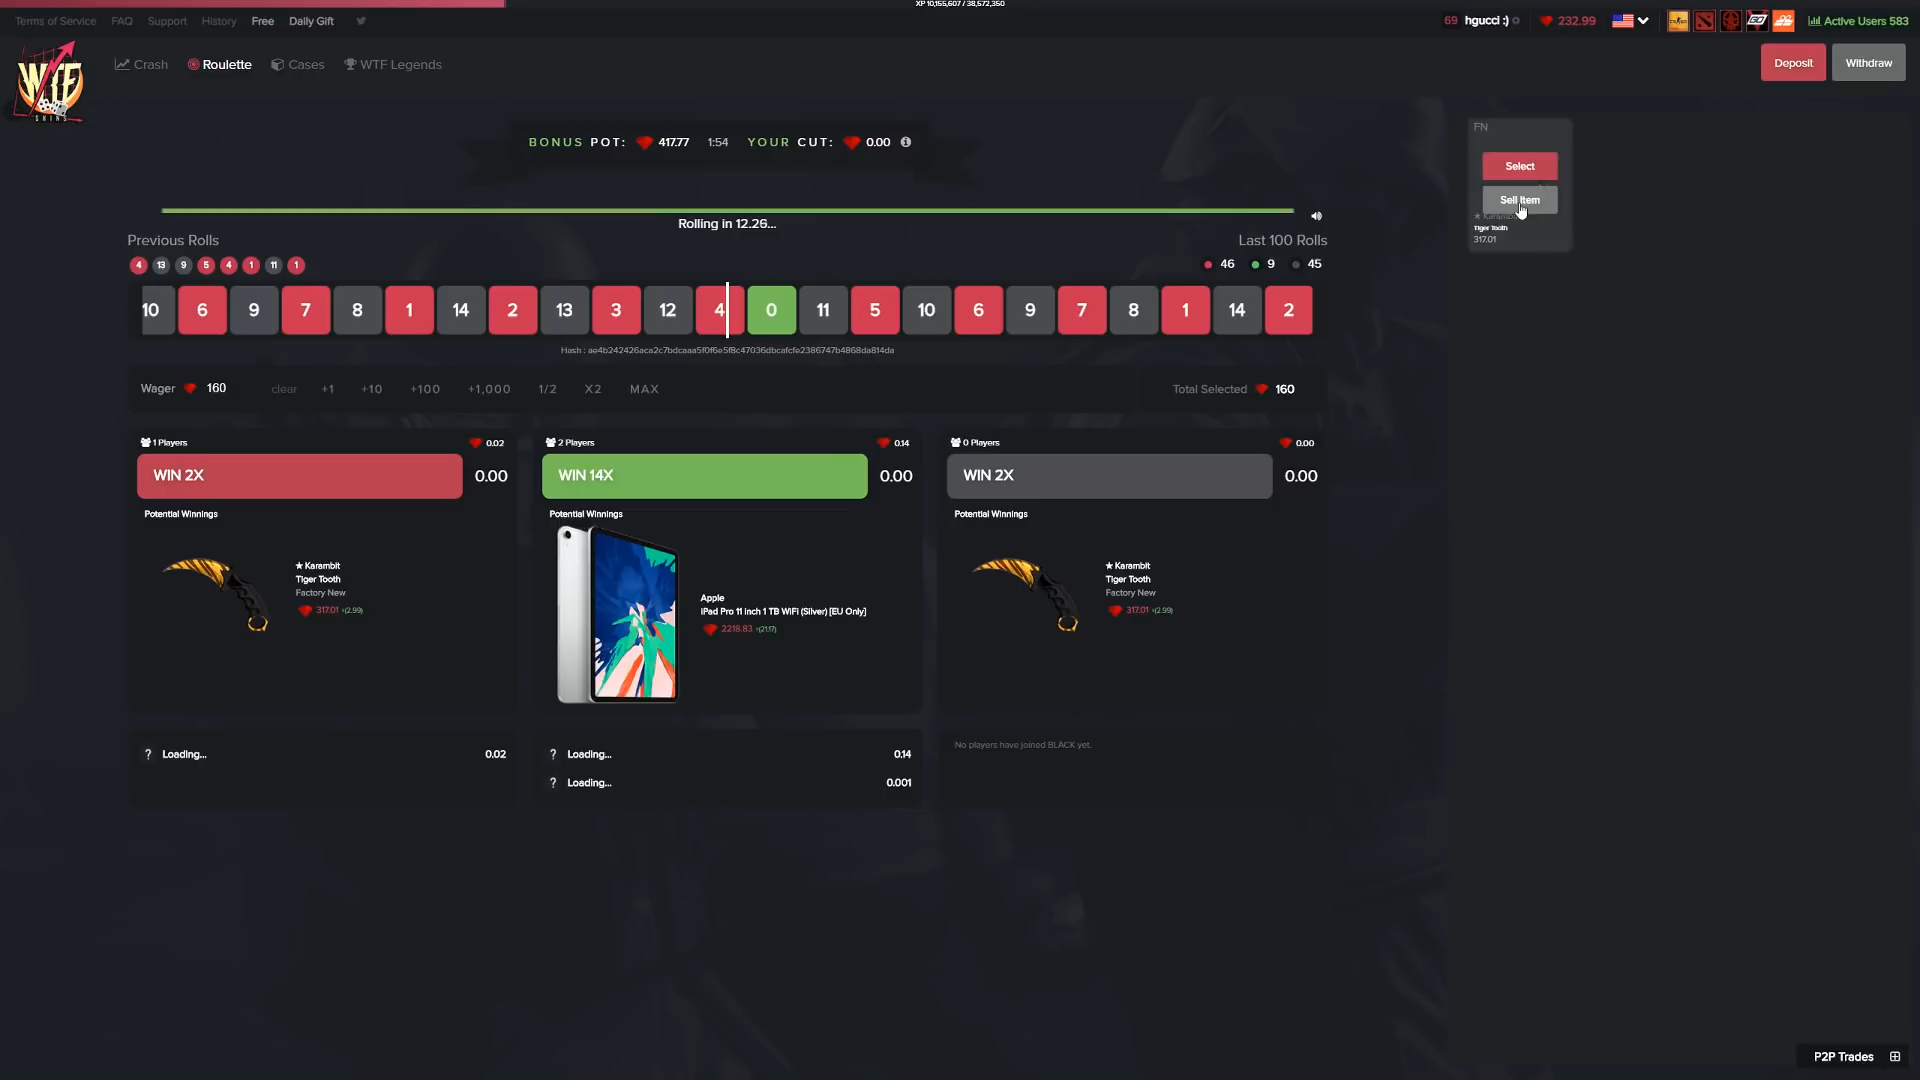 XP 10,155,607 / 38,572,350
Terms of Service FAQ Support History Free Daily Gift
69 hgucci :) 232.99 Active Users 583
WTF
SKINS
Crash Roulette Cases WTF Legends
Deposit Withdraw
BONUS POT: 417.77 1:54 YOUR CUT: 0.00
FN
Select
Sell Item
Tiger Tooth
317.01
Rolling in 12.26...
Previous Rolls Last 100 Rolls
4 13 9 5 4 1 11 1 46 9 45
10 6 9 7 8 1 14 2 13 3 12 4 0 11 5 10 6 9 7 8 1 14 2
Hash : ae4b242426aca2c7bdcaaa5f0f6e5f8c47036dbcafcfe2386747b4868da814da
Wager 160 clear +1 +10 +100 +1,000 1/2 X2 MAX Total Selected 160
1 Players 0.02
WIN 2X 0.00
Potential Winnings
★ Karambit
Tiger Tooth
Factory New
317.01 +(2.99)
Loading... 0.02
2 Players 0.14
WIN 14X 0.00
Potential Winnings
Apple
iPad Pro 11 inch 1 TB WiFi (Silver) [EU Only]
2218.83 +(21.17)
Loading... 0.14
Loading... 0.001
0 Players 0.00
WIN 2X 0.00
Potential Winnings
★ Karambit
Tiger Tooth
Factory New
317.01 +(2.99)
No players have joined BLACK yet.
P2P Trades